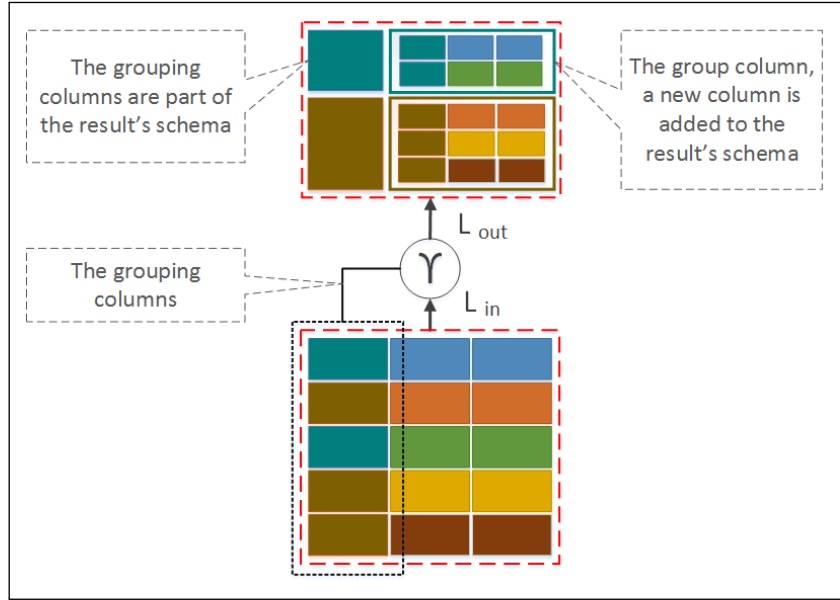 The grouping
columns are part of
the result's schema
The group column,
a new column is
added to the
result's schema
L out
ϒ
The grouping
columns
L in